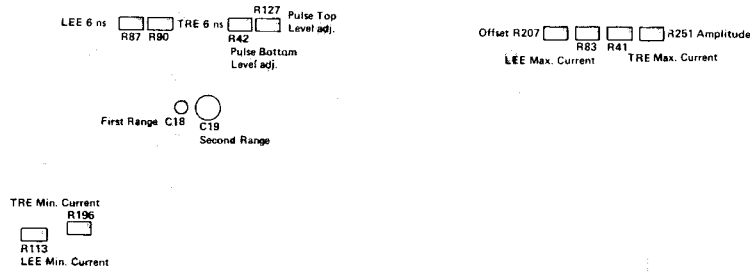 R127
LEE 6 ns
TRE 6 ns
Pulse Top
Level adj.
R87 R90
R42
Pulse Bottom
Level adj.
Offset R207
R251 Amplitude
R83 R41
LEE Max. Current
TRE Max. Current
First Range C18
C19
Second Range
TRE Min. Current
R196
R113
LEE Min. Current